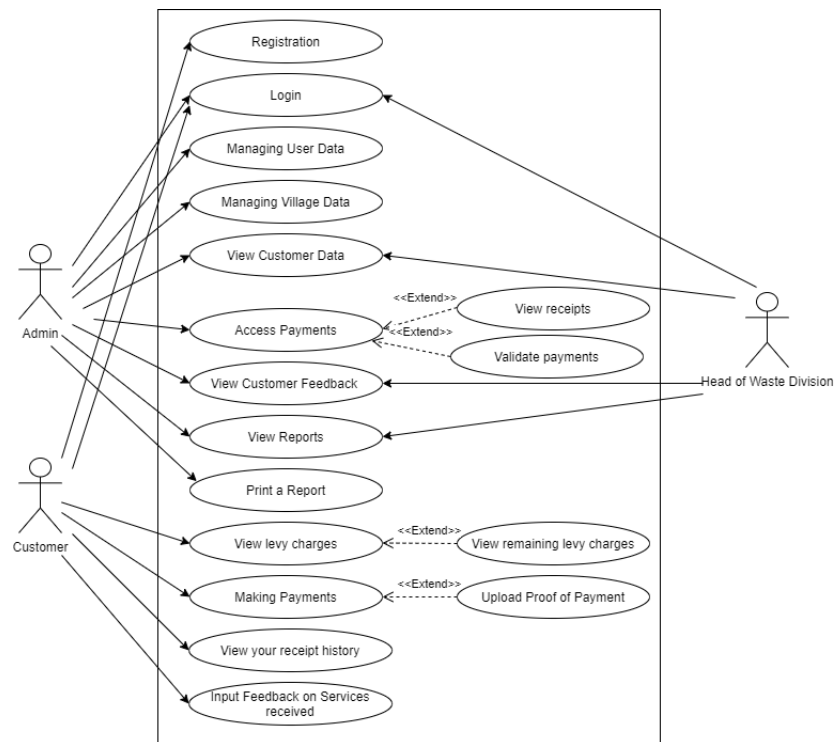 Registration
Login
Managing User Data
Managing Village Data
View Customer Data
Admin
Access Payments
<<Extend>>
View receipts
<<Extend>>
Validate payments
Head of Waste Division
View Customer Feedback
View Reports
Print a Report
Customer
View levy charges
<<Extend>>
View remaining levy charges
Making Payments
<<Extend>>
Upload Proof of Payment
View your receipt history
Input Feedback on Services
received